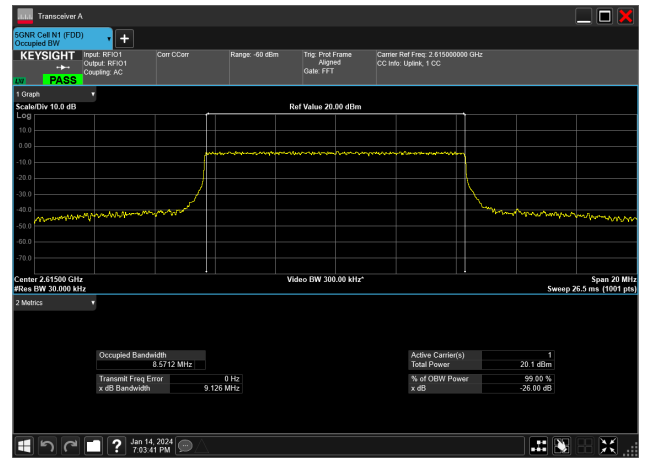 Transceiver A
5GNR Cell N1 (FDD)
Occupied BW
KEYSIGHT
Input: RFIO1
Output: RFIO1
Coupling: AC
Corr CCorr
Range: -60 dBm
Trig: Prot Frame
Aligned
Gate: FFT
Carrier Ref Freq: 2.615000000 GHz
CC Info: Uplink, 1 CC
PASS
1 Graph
Scale/Div 10.0 dB
Ref Value 20.00 dBm
Log
10.0
0.00
-10.0
-20.0
-30.0
-40.0
-50.0
-60.0
-70.0
Center 2.61500 GHz
Video BW 300.00 kHz*
Span 20 MHz
#Res BW 30.000 kHz
Sweep 26.5 ms (1001 pts)
2 Metrics
Occupied Bandwidth
8.5712 MHz
Active Carrier(s) 1
Total Power 20.1 dBm
Transmit Freq Error 0 Hz
x dB Bandwidth 9.126 MHz
% of OBW Power 99.00 %
x dB -26.00 dB
Jan 14, 2024
7:03:41 PM